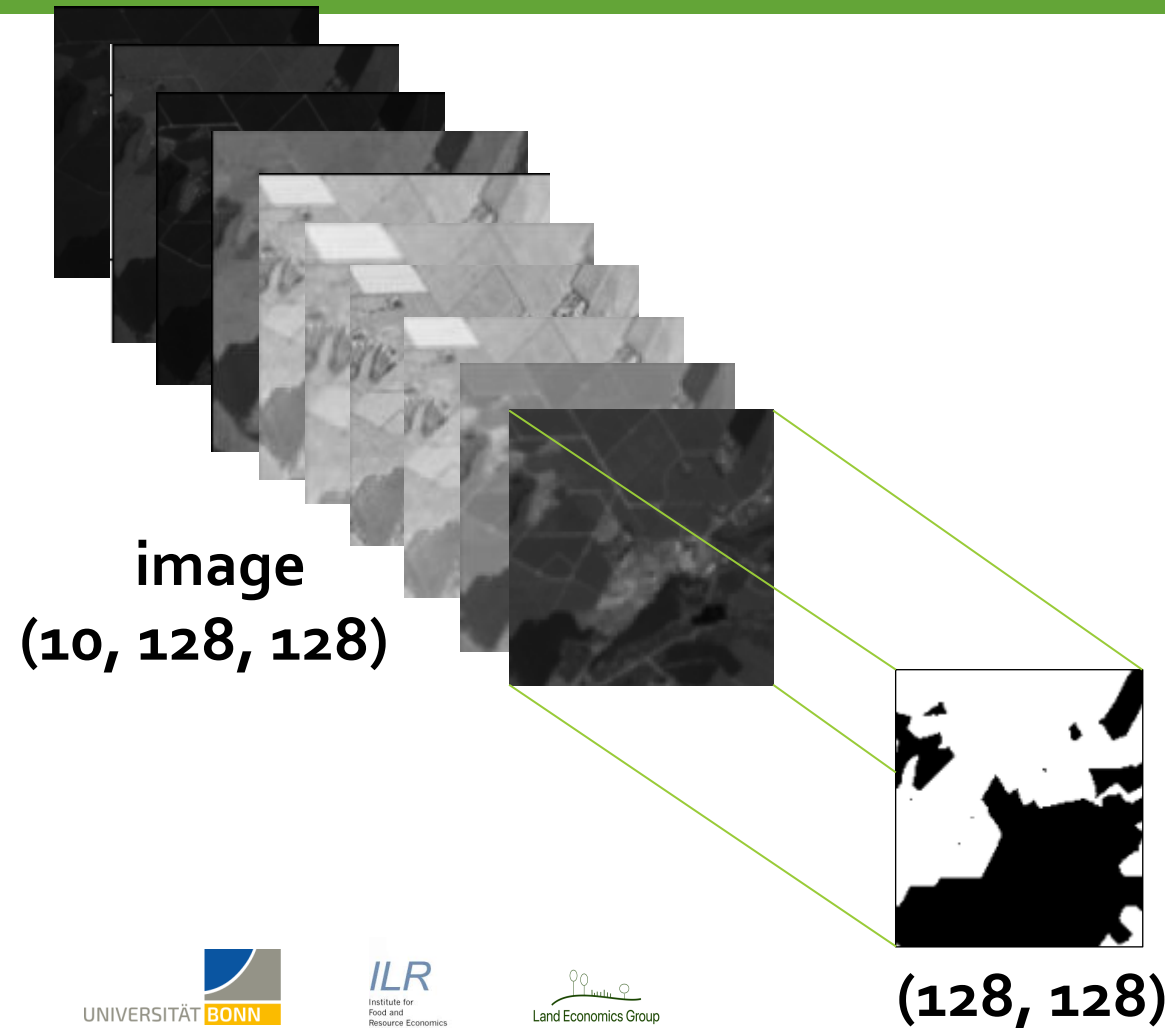 image
(10, 128, 128)
(128, 128)
UNIVERSITÄT BONN
ILR
Institute for
Food and
Resource Economics
Land Economics Group